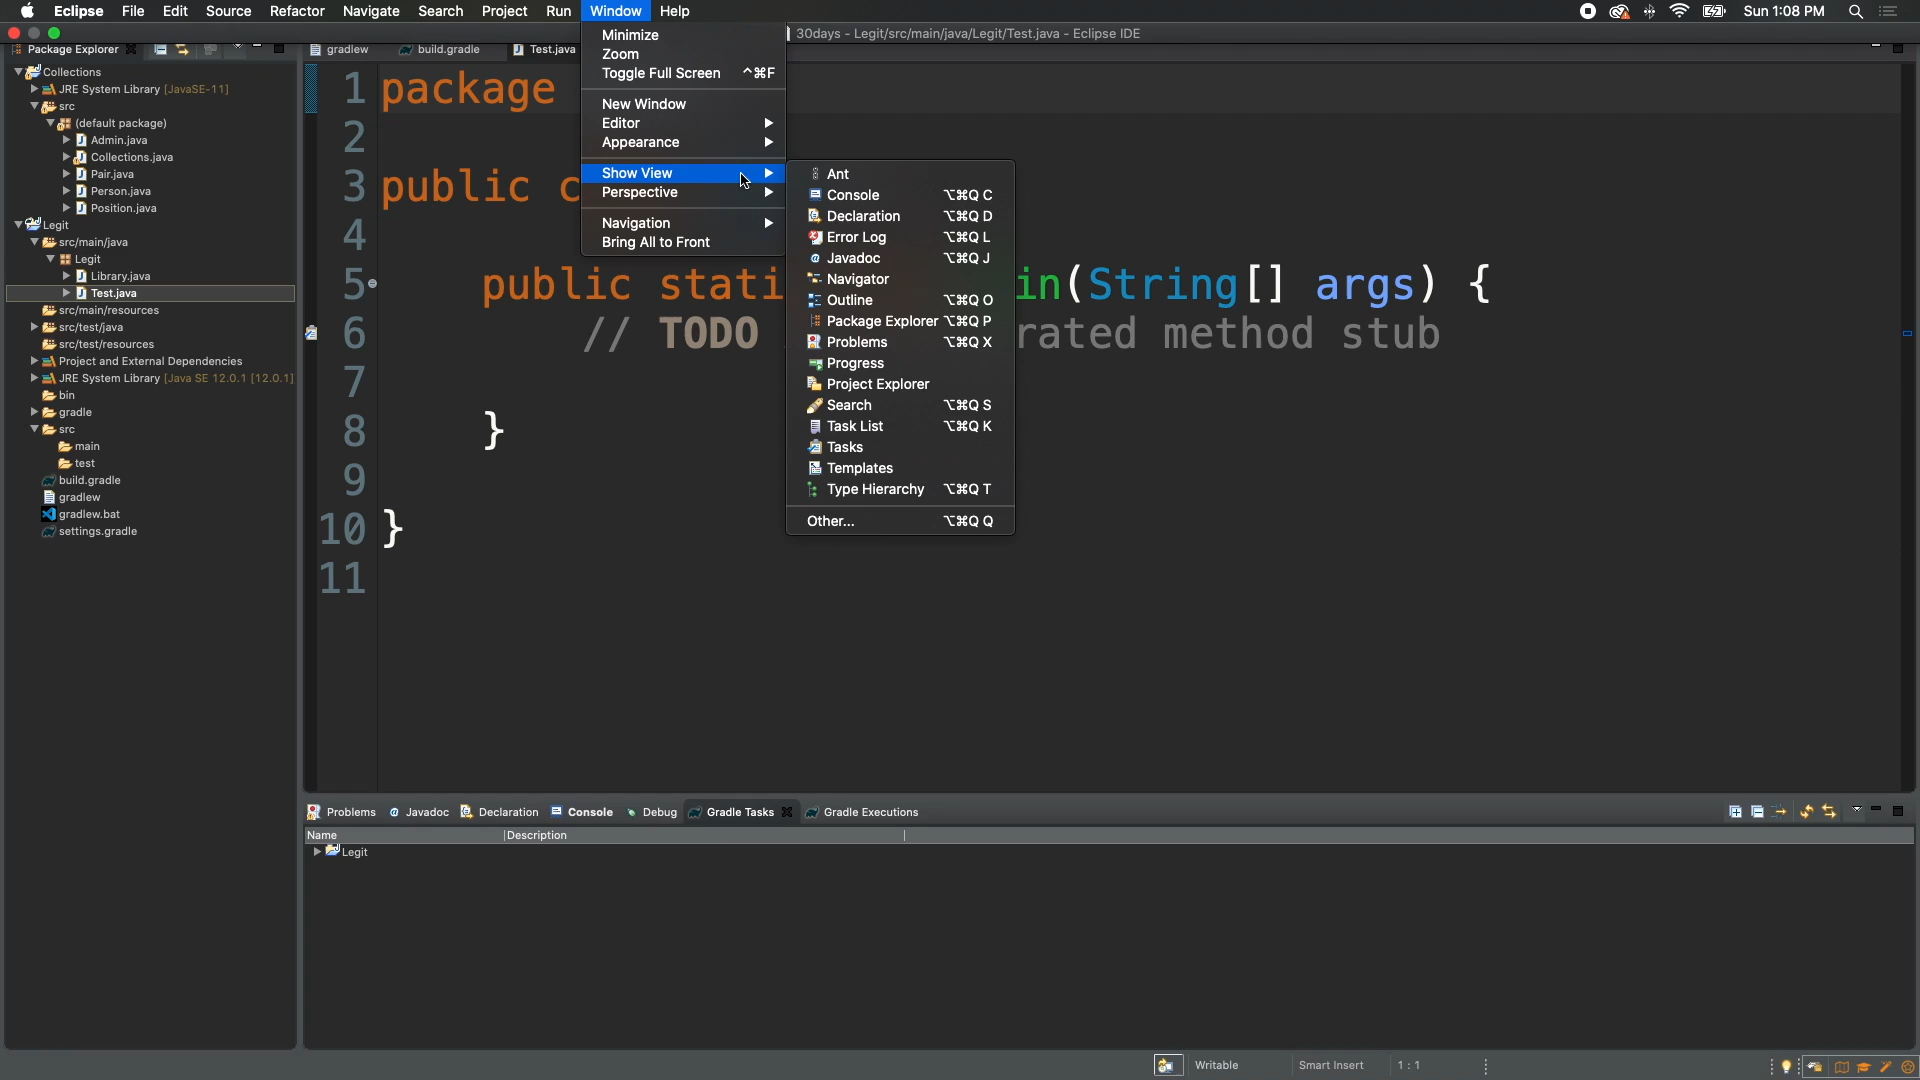 Eclipse File Edit Source Refactor Navigate Search Project Run Window Help Sun 1:08 PM
30days - Legit/src/main/java/Legit/Test.java - Eclipse IDE
Package Explorer
gradlew build.gradle Test.java
Collections
JRE System Library [JavaSE-11]
src
(default package)
Admin.java
Collections.java
Pair.java
Person.java
Position.java
Legit
src/main/java
Legit
Library.java
Test.java
src/main/resources
src/test/java
src/test/resources
Project and External Dependencies
JRE System Library [Java SE 12.0.1 [12.0.1]
bin
gradle
src
main
test
build.gradle
gradlew
gradlew.bat
settings.gradle
Minimize
Zoom
Toggle Full Screen ^⌘F
New Window
Editor
Appearance
Show View
Perspective
Navigation
Bring All to Front
Ant
Console ⌥⌘Q C
Declaration ⌥⌘Q D
Error Log ⌥⌘Q L
Javadoc ⌥⌘Q J
Navigator
Outline ⌥⌘Q O
Package Explorer ⌥⌘Q P
Problems ⌥⌘Q X
Progress
Project Explorer
Search ⌥⌘Q S
Task List ⌥⌘Q K
Tasks
Templates
Type Hierarchy ⌥⌘Q T
Other... ⌥⌘Q Q
1 package
2
3 public c
4
5 public stati in(String[] args) {
6 // TODO rated method stub
7
8 }
9
10 }
11
Problems Javadoc Declaration Console Debug Gradle Tasks Gradle Executions
Name Description
Legit
Writable Smart Insert 1 : 1